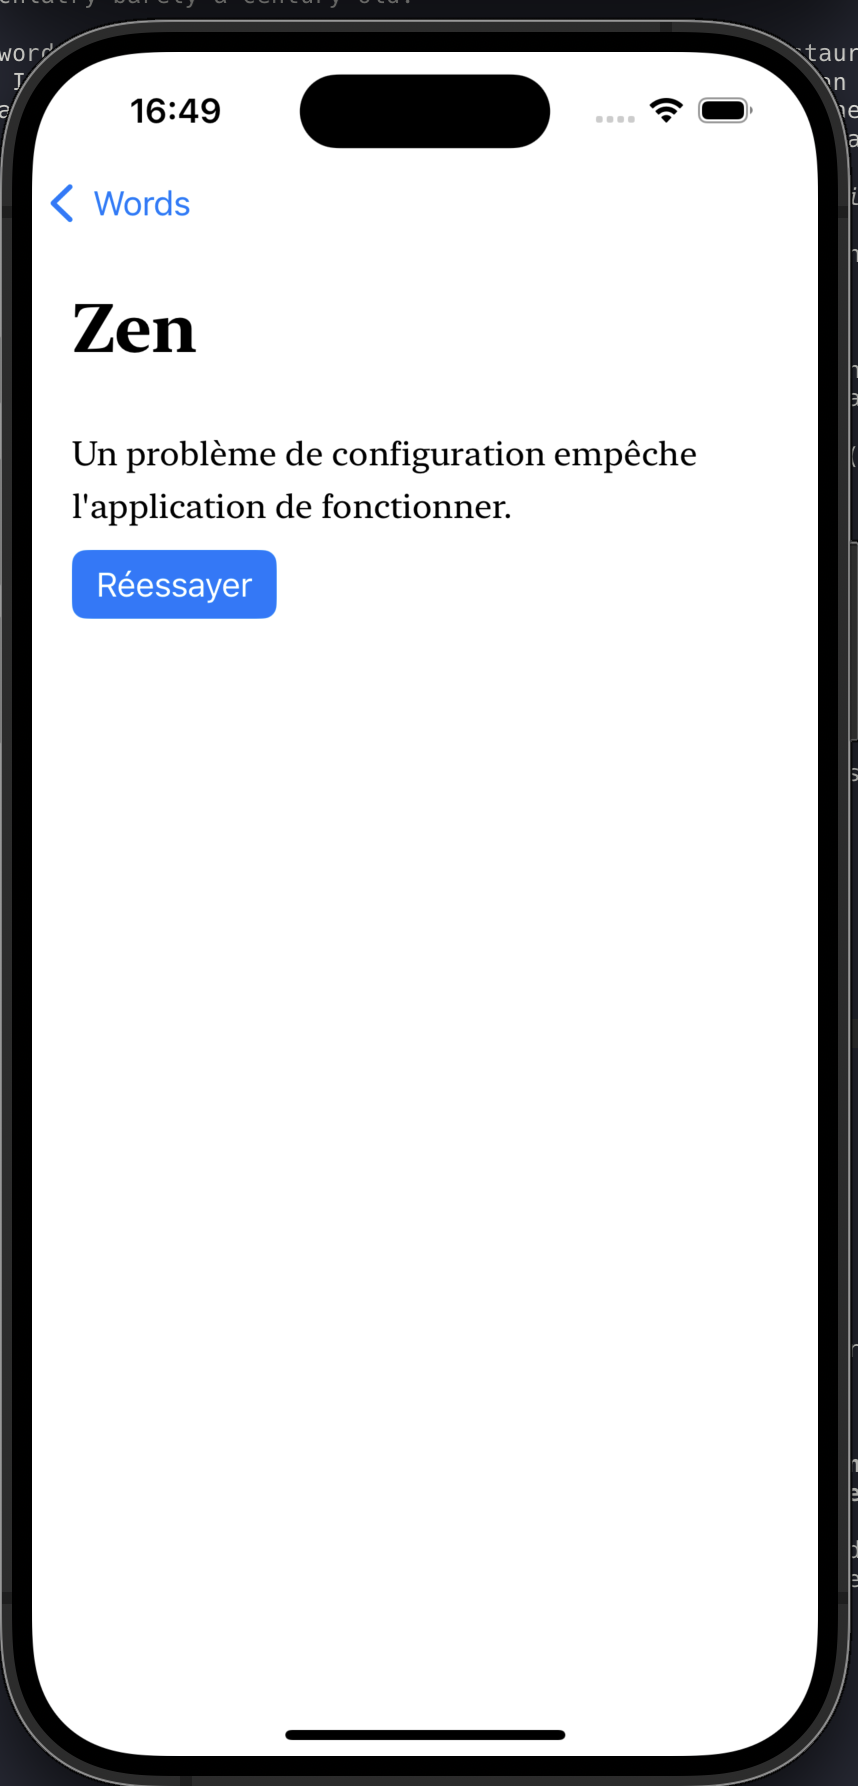 16:49
Words
Zen
Un problème de configuration empêche
l'application de fonctionner.
Réessayer